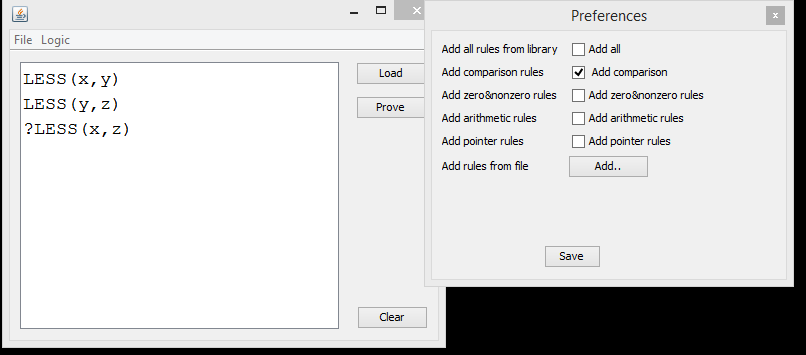 File Logic
LESS(x,y)
LESS(y,z)
?LESS(x,z)
Load
Prove
Clear
Preferences
x
Add all rules from library Add all
Add comparison rules Add comparison
Add zero&nonzero rules Add zero&nonzero rules
Add arithmetic rules Add arithmetic rules
Add pointer rules Add pointer rules
Add rules from file Add..
Save